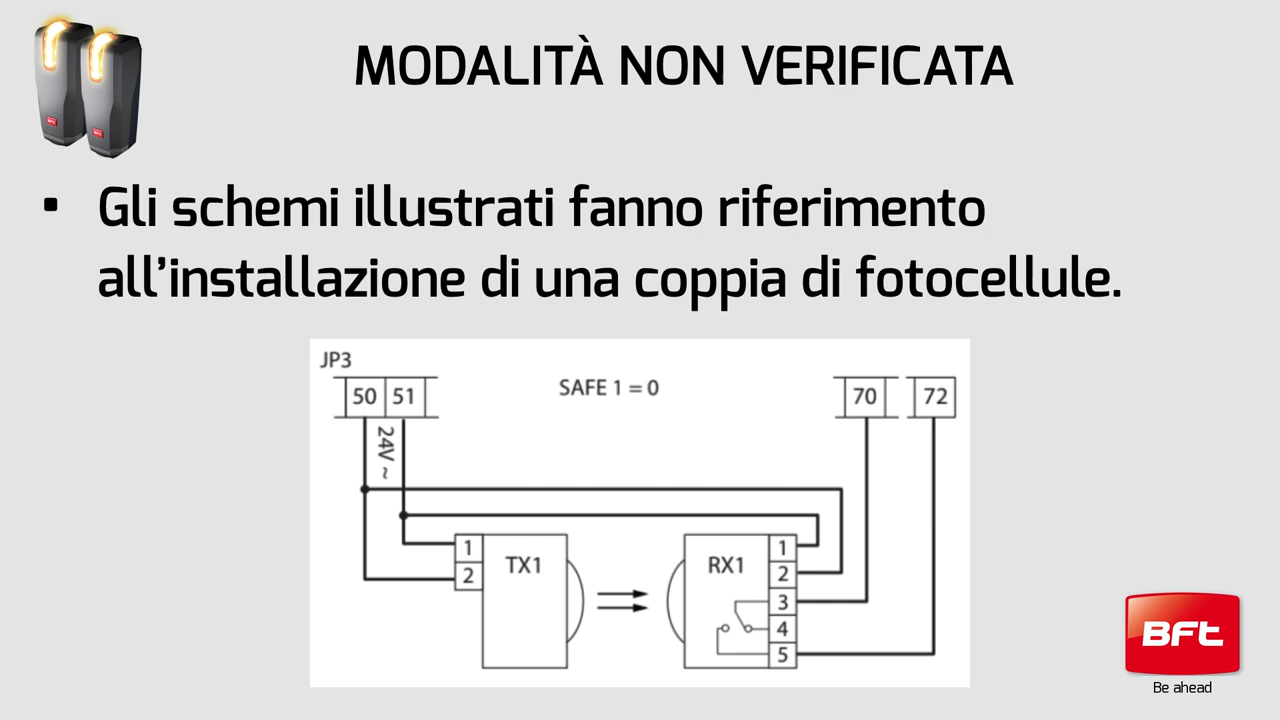 MODALITÀ NON VERIFICATA
▪ Gli schemi illustrati fanno riferimento
all’installazione di una coppia di fotocellule.
JP3
50 51
SAFE 1 = 0
70 72
24V ~
1
2
TX1
RX1
1
2
3
4
5
BFt
Be ahead